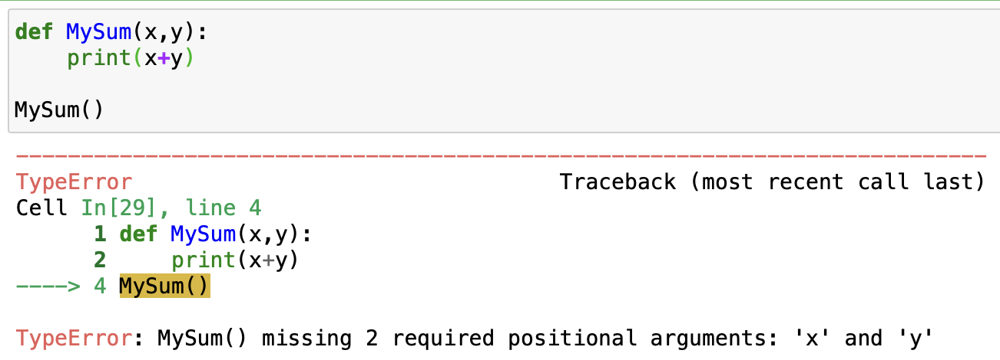 def MySum(x,y):
    print(x+y)

MySum()
---------------------------------------------------------------------------
TypeError                                 Traceback (most recent call last)
Cell In[29], line 4
      1 def MySum(x,y):
      2     print(x+y)
----> 4 MySum()

TypeError: MySum() missing 2 required positional arguments: 'x' and 'y'